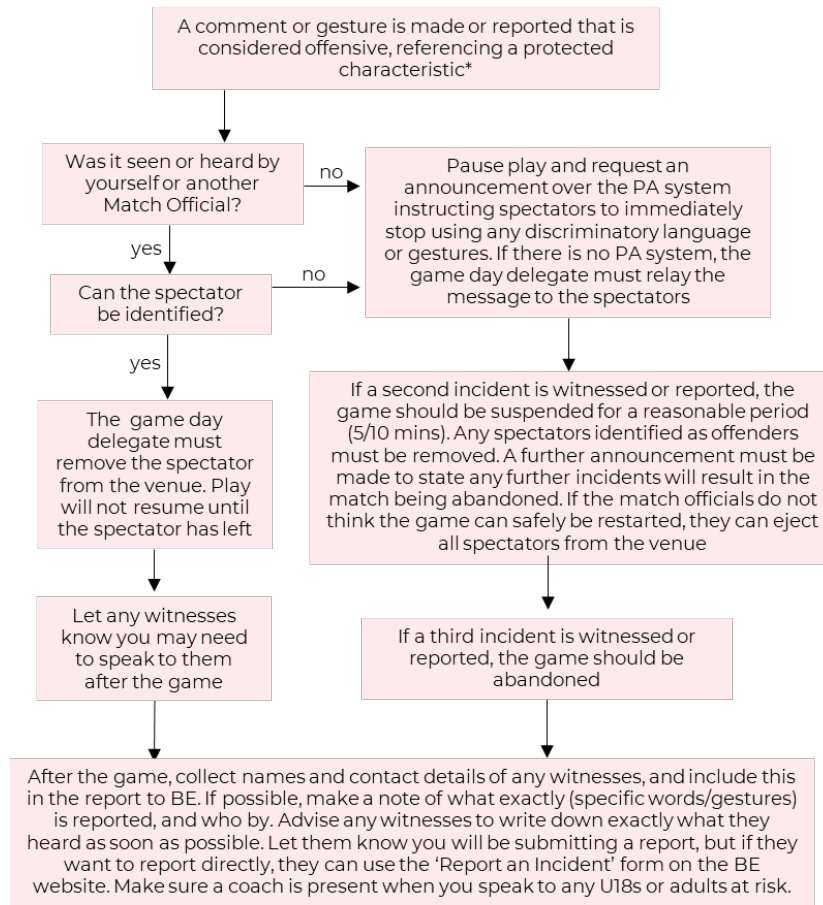 A comment or gesture is made or reported that is
considered offensive, referencing a protected
characteristic*
Was it seen or heard by
yourself or another
Match Official?
no
yes
Pause play and request an
announcement over the PA system
instructing spectators to immediately
stop using any discriminatory language
or gestures. If there is no PA system, the
game day delegate must relay the
message to the spectators
Can the spectator
be identified?
no
yes
The game day
delegate must
remove the spectator
from the venue. Play
will not resume until
the spectator has left
If a second incident is witnessed or reported, the
game should be suspended for a reasonable period
(5/10 mins). Any spectators identified as offenders
must be removed. A further announcement must be
made to state any further incidents will result in the
match being abandoned. If the match officials do not
think the game can safely be restarted, they can eject
all spectators from the venue
Let any witnesses
know you may need
to speak to them
after the game
If a third incident is witnessed or
reported, the game should be
abandoned
After the game, collect names and contact details of any witnesses, and include this
in the report to BE. If possible, make a note of what exactly (specific words/gestures)
is reported, and who by. Advise any witnesses to write down exactly what they
heard as soon as possible. Let them know you will be submitting a report, but if they
want to report directly, they can use the ‘Report an Incident’ form on the BE
website. Make sure a coach is present when you speak to any U18s or adults at risk.